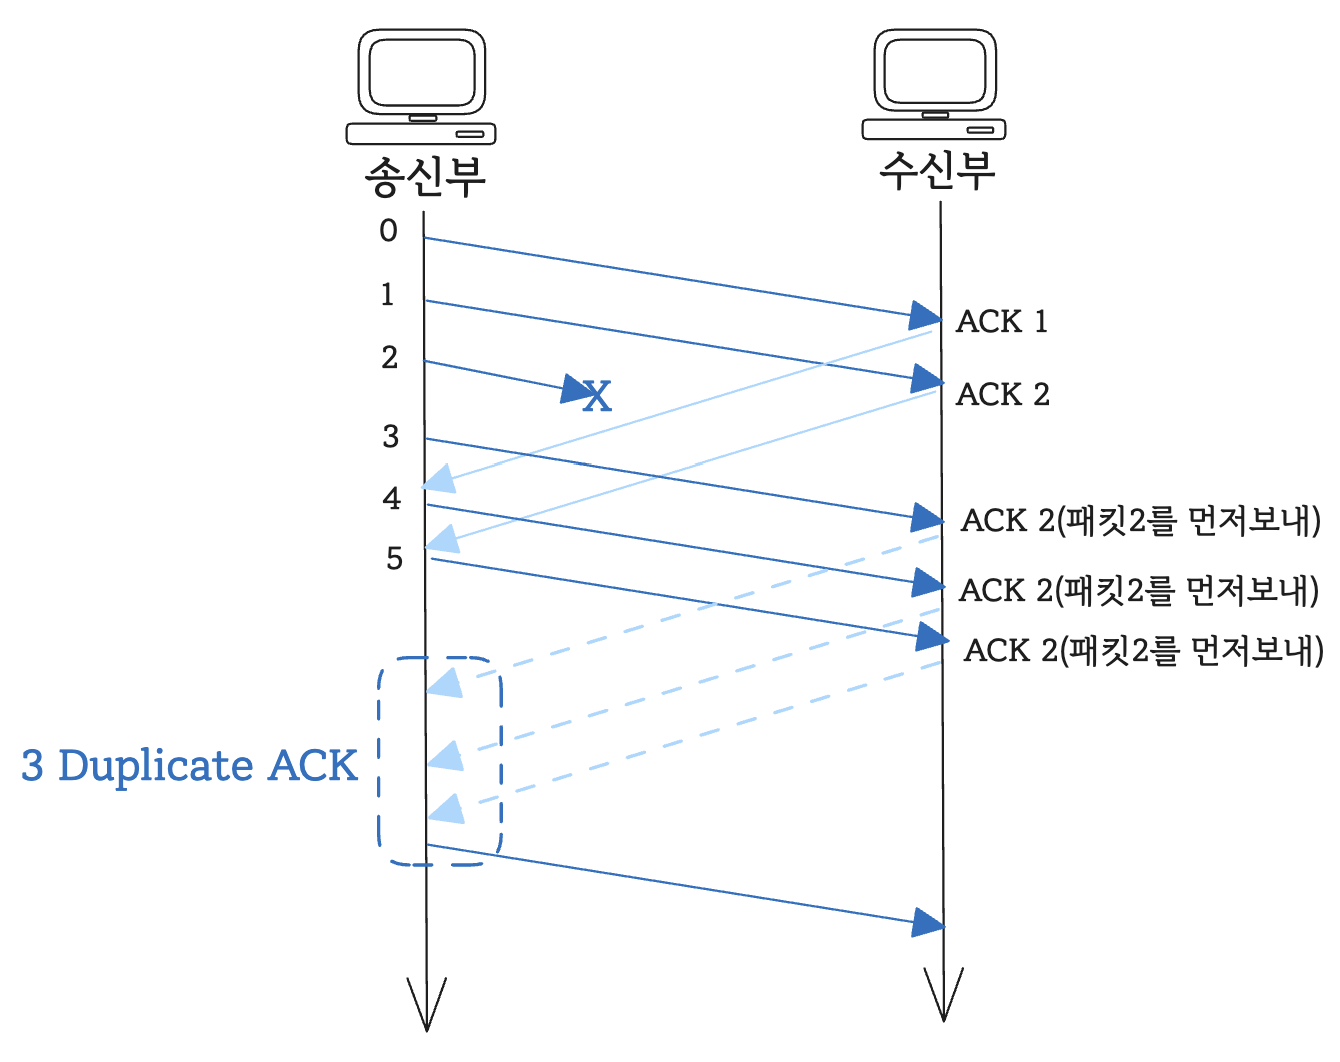 송신부
수신부
0
1
ACK 1
2
X
ACK 2
3
4
ACK 2(패킷2를 먼저보내)
5
ACK 2(패킷2를 먼저보내)
ACK 2(패킷2를 먼저보내)
3 Duplicate ACK